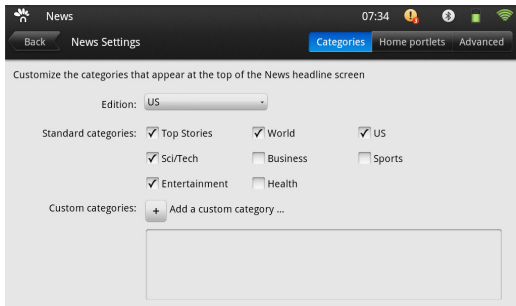 News 07:34
Back News Settings Categories Home portlets Advanced
Customize the categories that appear at the top of the News headline screen
Edition: US
Standard categories: Top Stories World US
Sci/Tech Business Sports
Entertainment Health
Custom categories: + Add a custom category ...